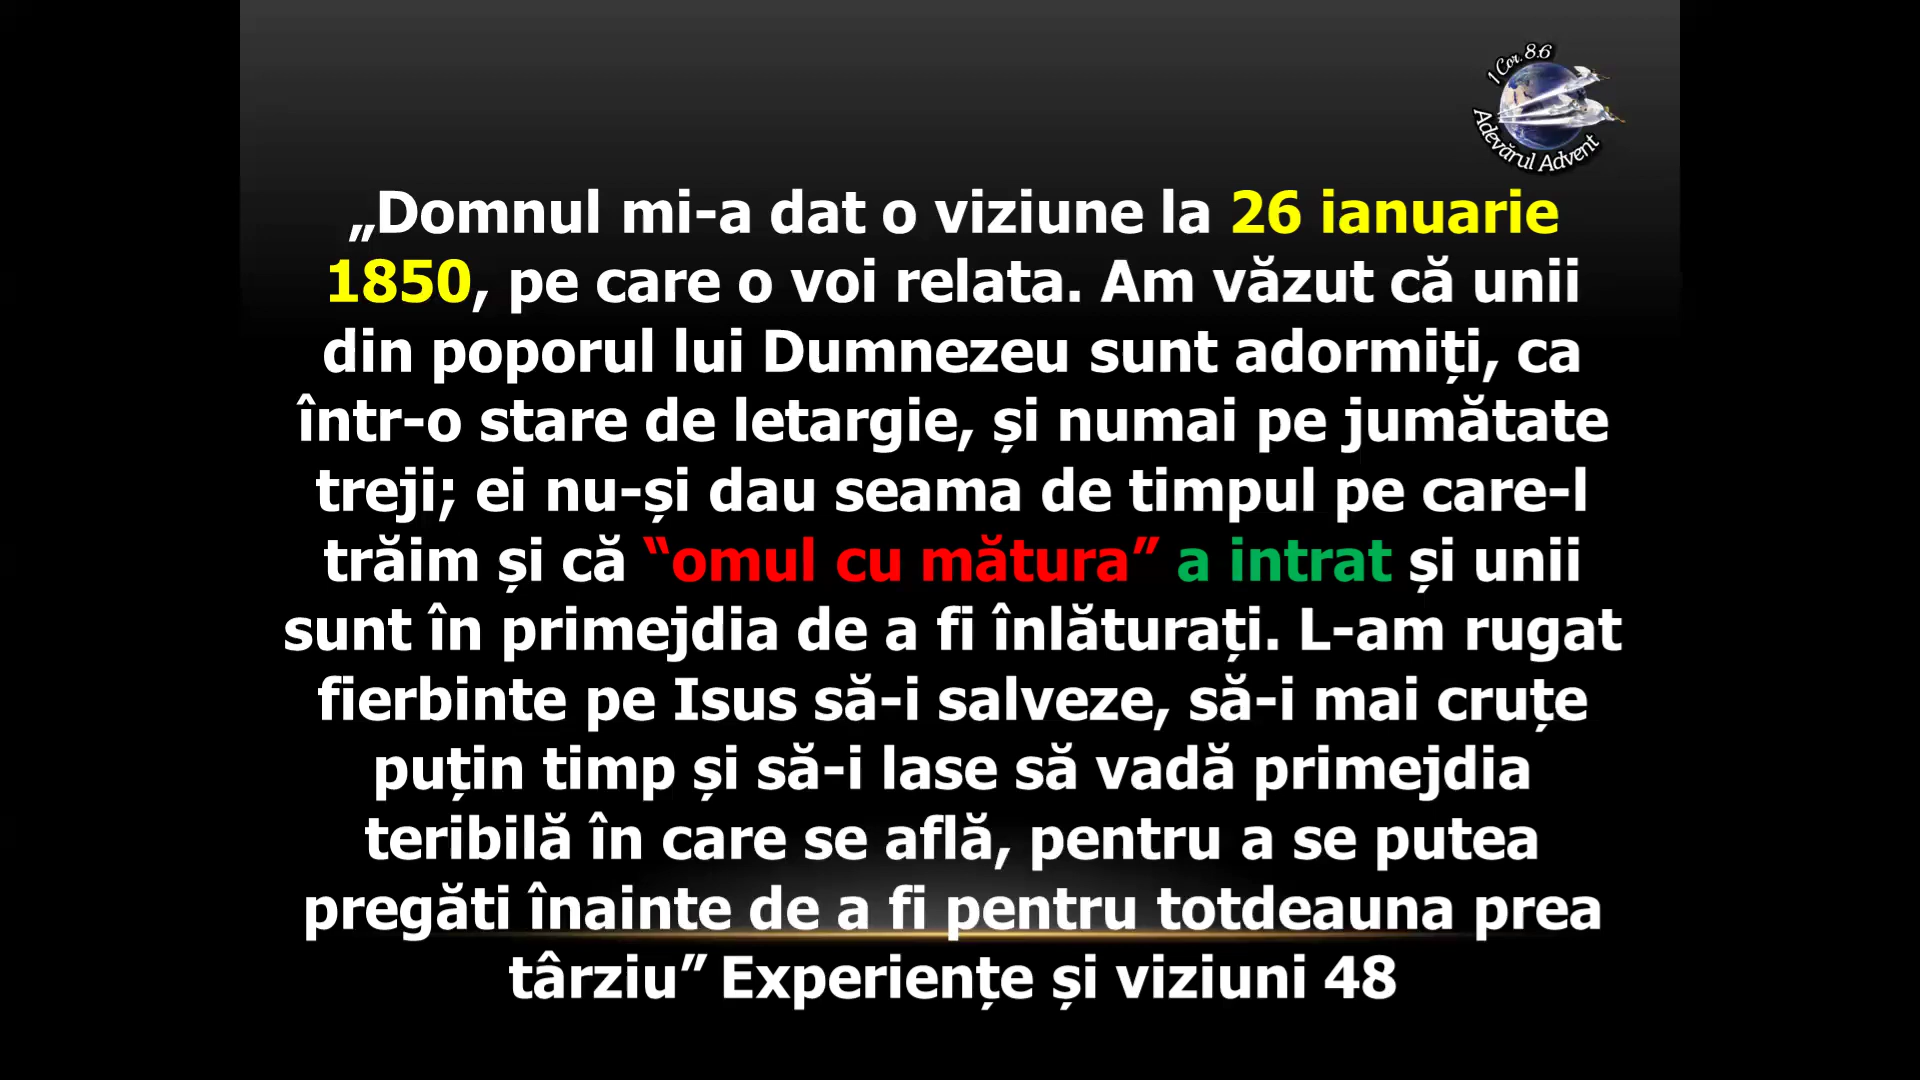 1 Cor. 8:6
Adevărul Advent
„Domnul mi-a dat o viziune la 26 ianuarie
1850, pe care o voi relata. Am văzut că unii
din poporul lui Dumnezeu sunt adormiți, ca
într-o stare de letargie, și numai pe jumătate
treji; ei nu-și dau seama de timpul pe care-l
trăim și că “omul cu mătura” a intrat și unii
sunt în primejdia de a fi înlăturați. L-am rugat
fierbinte pe Isus să-i salveze, să-i mai cruțe
puțin timp și să-i lase să vadă primejdia
teribilă în care se află, pentru a se putea
pregăti înainte de a fi pentru totdeauna prea
târziu” Experiențe și viziuni 48